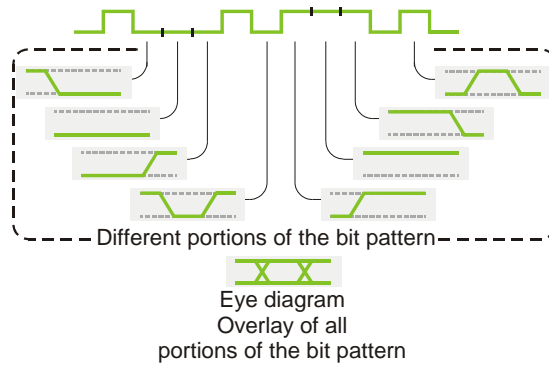 Different portions of the bit pattern
Eye diagram
Overlay of all
portions of the bit pattern